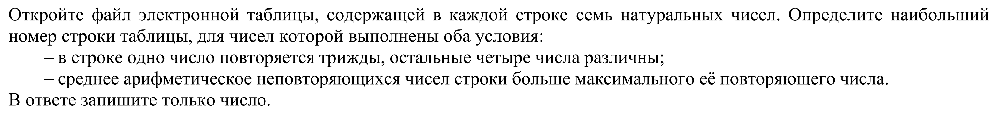 Откройте файл электронной таблицы, содержащей в каждой строке семь натуральных чисел. Определите наибольший
номер строки таблицы, для чисел которой выполнены оба условия:
– в строке одно число повторяется трижды, остальные четыре числа различны;
– среднее арифметическое неповторяющихся чисел строки больше максимального её повторяющего числа.
В ответе запишите только число.